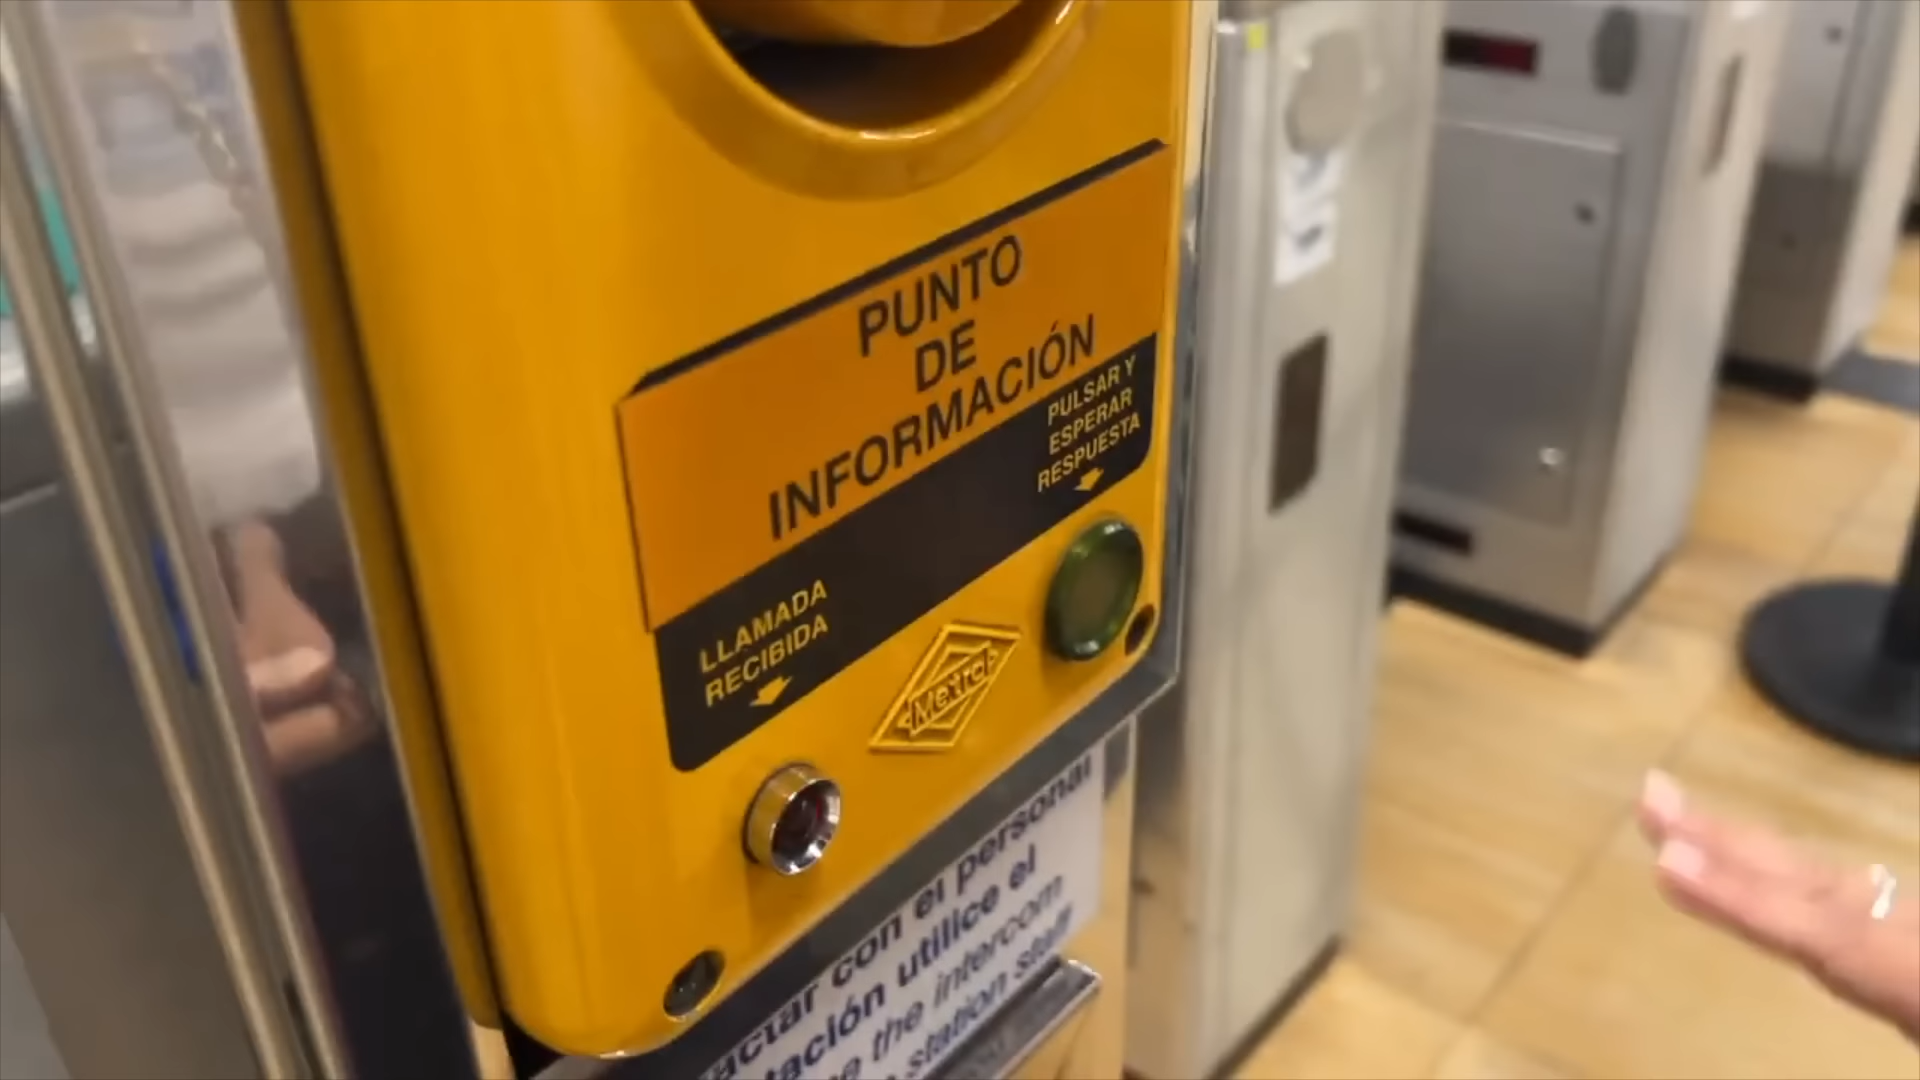 PUNTO
DE
INFORMACIÓN
PULSAR Y
ESPERAR
RESPUESTA
LLAMADA
RECIBIDA
Metro
con el personal
utilice el
the intercom
station staff